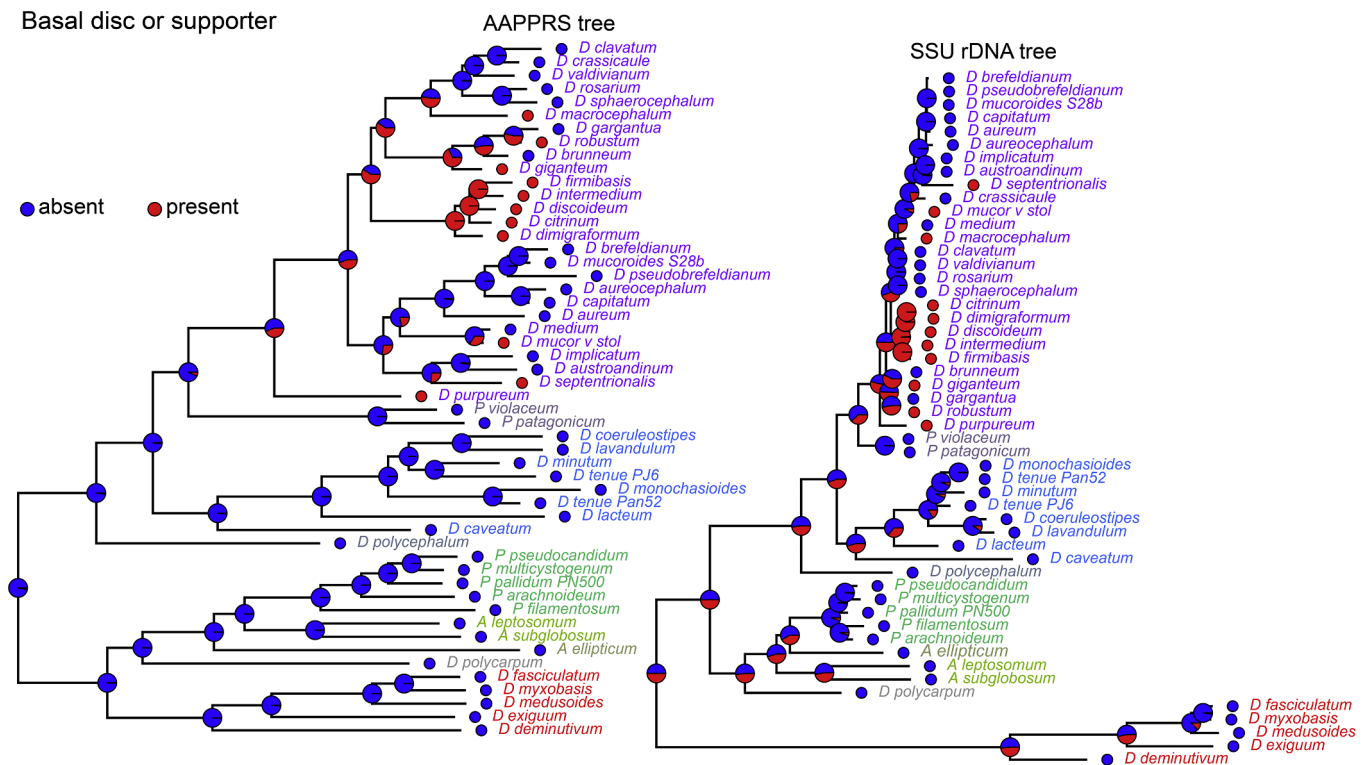 Basal disc or supporter
AAPPRS tree
D clavatum
D crassicaule
D valdivianum
D rosarium
D sphaerocephalum
D macrocephalum
D gargantua
D robustum
D brunneum
D giganteum
D firmibasis
D intermedium
D discoideum
D citrinum
D dimigraformum
D brefeldianum
D mucoroides S28b
D pseudobrefeldianum
D aureocephalum
D capitatum
D aureum
D medium
D mucor v stol
D implicatum
D austroandinum
D septentrionalis
D purpureum
P violaceum
P patagonicum
D coeruleostipes
D lavandulum
D minutum
D tenue PJ6
D monochasioides
D tenue Pan52
D lacteum
D caveatum
D polycephalum
P pseudocandidum
P multicystogenum
P pallidum PN500
P arachnoideum
P filamentosum
A leptosomum
A subglobosum
A ellipticum
D polycarpum
D fasciculatum
D myxobasis
D medusoides
D exiguum
D deminutivum
absent
present
SSU rDNA tree
D brefeldianum
D pseudobrefeldianum
D mucoroides S28b
D capitatum
D aureum
D aureocephalum
D implicatum
D austroandinum
D septentrionalis
D crassicaule
D mucor v stol
D medium
D macrocephalum
D clavatum
D valdivianum
D rosarium
D sphaerocephalum
D citrinum
D dimigraformum
D discoideum
D intermedium
D firmibasis
D brunneum
D giganteum
D gargantua
D robustum
D purpureum
P violaceum
P patagonicum
D monochasioides
D tenue Pan52
D minutum
D tenue PJ6
D coeruleostipes
D lavandulum
D lacteum
D caveatum
D polycephalum
P pseudocandidum
P multicystogenum
P pallidum PN500
P filamentosum
P arachnoideum
A ellipticum
A leptosomum
A subglobosum
D polycarpum
D fasciculatum
D myxobasis
D medusoides
D exiguum
D deminutivum